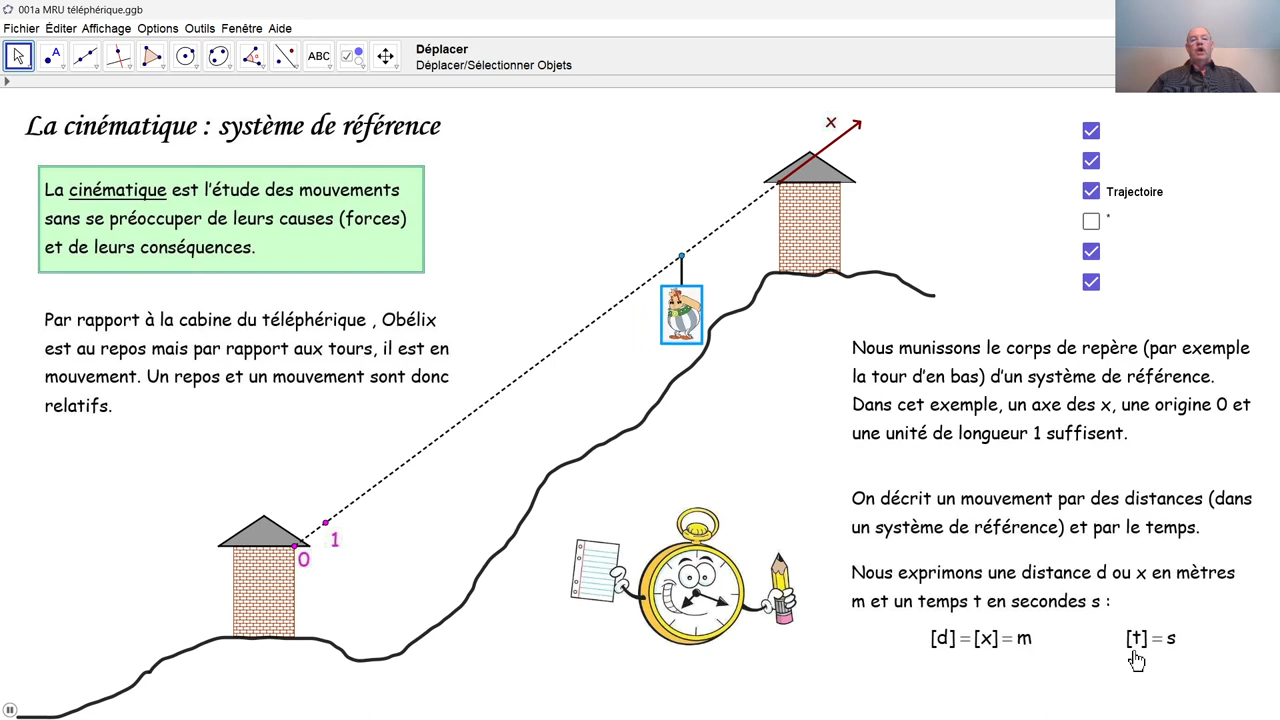 001a MRU téléphérique.ggb
Fichier Éditer Affichage Options Outils Fenêtre Aide
A
ABC
Déplacer
Déplacer/Sélectionner Objets
La cinématique : système de référence
La cinématique est l'étude des mouvements
sans se préoccuper de leurs causes (forces)
et de leurs conséquences.
Par rapport à la cabine du téléphérique , Obélix
est au repos mais par rapport aux tours, il est en
mouvement. Un repos et un mouvement sont donc
relatifs.
x
1
0
Trajectoire
*
Nous munissons le corps de repère (par exemple
la tour d'en bas) d'un système de référence.
Dans cet exemple, un axe des x, une origine 0 et
une unité de longueur 1 suffisent.
On décrit un mouvement par des distances (dans
un système de référence) et par le temps.
Nous exprimons une distance d ou x en mètres
m et un temps t en secondes s :
[d] = [x] = m
[t] = s